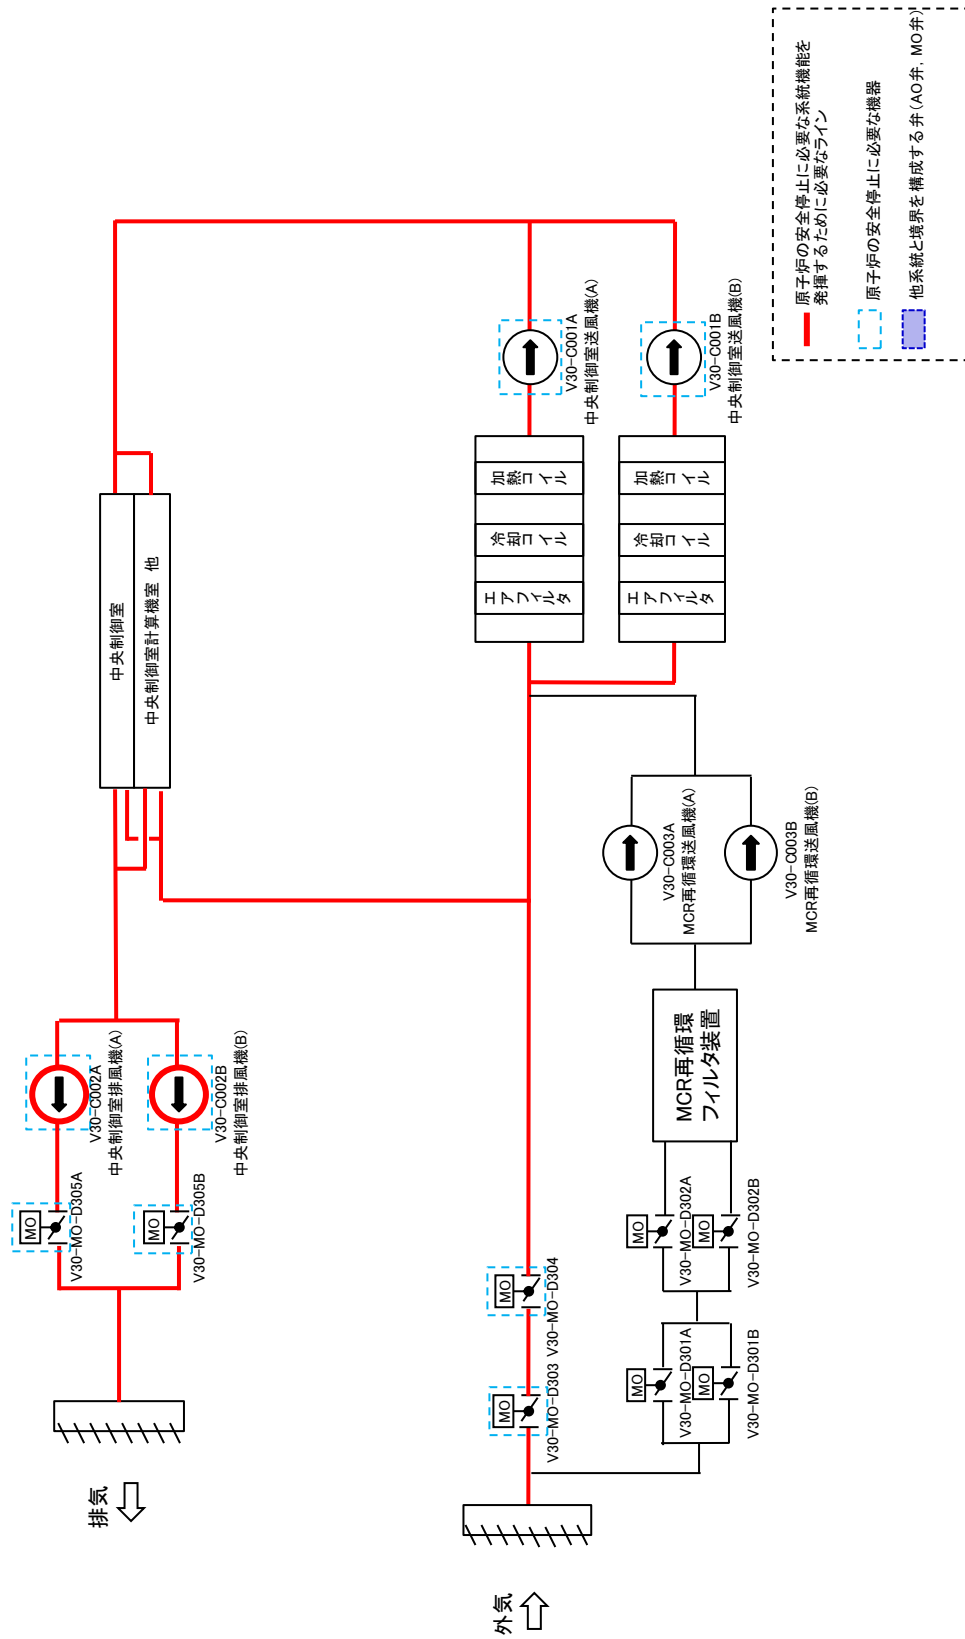 原子炉の安全停止に必要な系統機能を
発揮するために必要なライン
原子炉の安全停止に必要な機器
他系統と境界を構成する弁(AO弁，MO弁)
中央制御室
中央制御室計算機室 他
V30-C001A
中央制御室送風機(A)
V30-C001B
中央制御室送風機(B)
エアフィルタ
冷却コイル
加熱コイル
エアフィルタ
冷却コイル
加熱コイル
V30-C002A
中央制御室排風機(A)
V30-C002B
中央制御室排風機(B)
MO
V30-MO-D305A
MO
V30-MO-D305B
排気
V30-C003A
MCR再循環送風機(A)
V30-C003B
MCR再循環送風機(B)
MCR再循環
フィルタ装置
MO
V30-MO-D303
MO
V30-MO-D304
MO
V30-MO-D302A
MO
V30-MO-D302B
MO
V30-MO-D301A
MO
V30-MO-D301B
外気